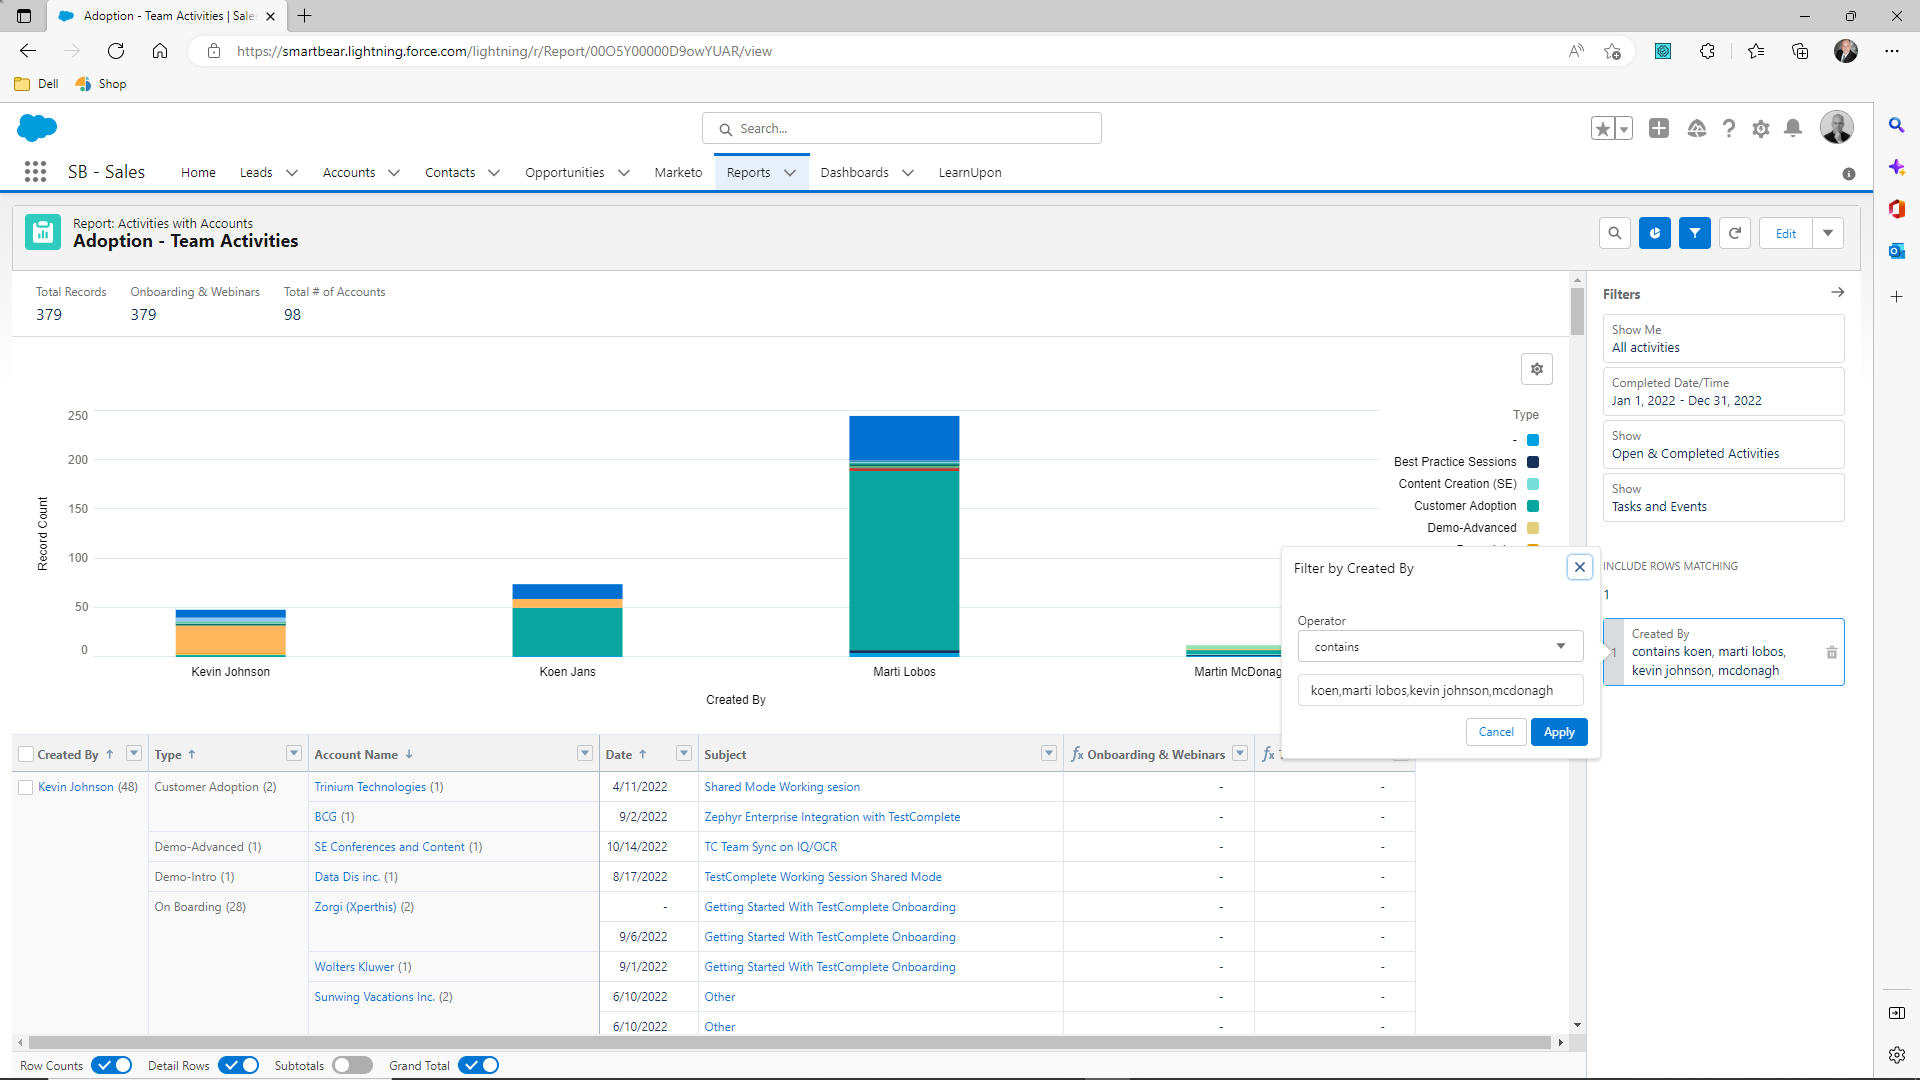 Adoption - Team Activities | Sale
https://smartbear.lightning.force.com/lightning/r/Report/00O5Y00000D9owYUAR/view
Dell
Shop
Search...
SB - Sales
Home
Leads
Accounts
Contacts
Opportunities
Marketo
Reports
Dashboards
LearnUpon
Report: Activities with Accounts
Adoption - Team Activities
Edit
Total Records
Onboarding & Webinars
Total # of Accounts
379
379
98
Filters
Show Me
All activities
Completed Date/Time
Jan 1, 2022 - Dec 31, 2022
Show
Open & Completed Activities
Show
Tasks and Events
INCLUDE ROWS MATCHING
1
1
Created By
contains koen, marti lobos,
kevin johnson, mcdonagh
Record Count
250
200
150
100
50
0
Kevin Johnson
Koen Jans
Marti Lobos
Martin McDonag
Created By
Type
-
Best Practice Sessions
Content Creation (SE)
Customer Adoption
Demo-Advanced
Filter by Created By
Operator
contains
koen,marti lobos,kevin johnson,mcdonagh
Cancel
Apply
Created By
Type
Account Name
Date
Subject
fx Onboarding & Webinars
fx
Kevin Johnson (48)
Customer Adoption (2)
Trinium Technologies (1)
4/11/2022
Shared Mode Working sesion
-
-
BCG (1)
9/2/2022
Zephyr Enterprise Integration with TestComplete
-
-
Demo-Advanced (1)
SE Conferences and Content (1)
10/14/2022
TC Team Sync on IQ/OCR
-
-
Demo-Intro (1)
Data Dis inc. (1)
8/17/2022
TestComplete Working Session Shared Mode
-
-
On Boarding (28)
Zorgi (Xperthis) (2)
-
Getting Started With TestComplete Onboarding
-
-
9/6/2022
Getting Started With TestComplete Onboarding
-
-
Wolters Kluwer (1)
9/1/2022
Getting Started With TestComplete Onboarding
-
-
Sunwing Vacations Inc. (2)
6/10/2022
Other
-
-
6/10/2022
Other
-
-
Row Counts
Detail Rows
Subtotals
Grand Total